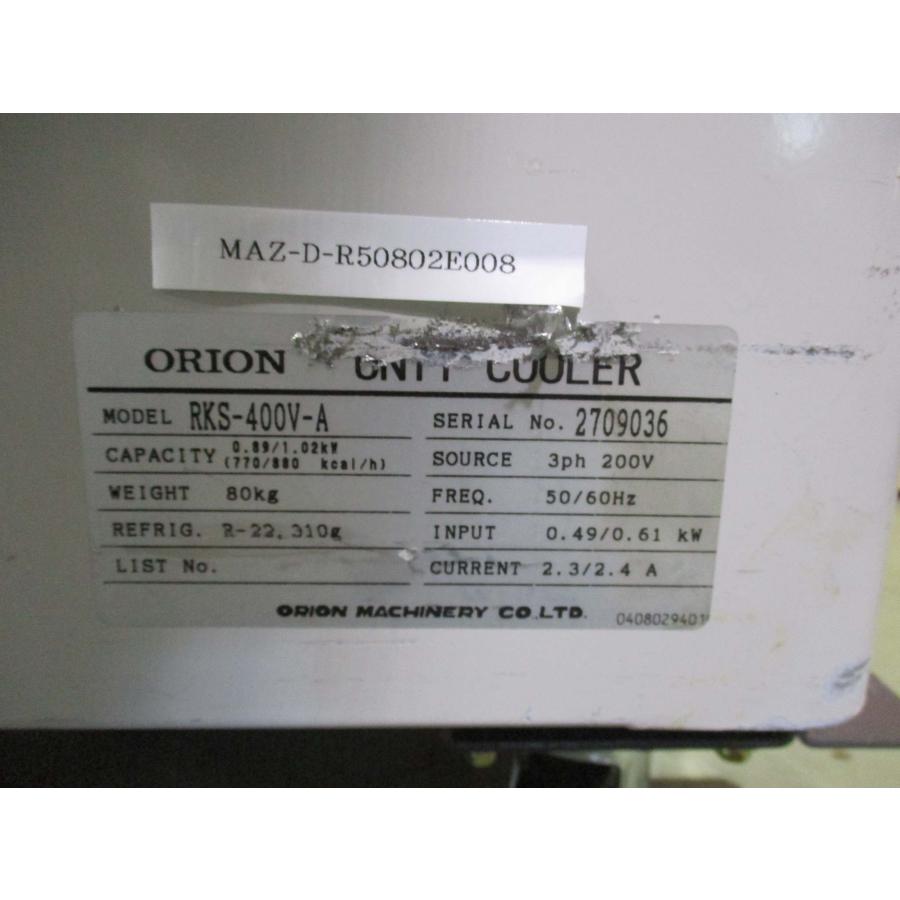 MAZ-D-R50802E008
ORION COOLER
MODEL RKS-400V-A
SERIAL No. 2709036
CAPACITY 0.89/1.02kW (770/880 kcal/h)
SOURCE 3ph 200V
WEIGHT 80kg
FREQ. 50/60Hz
REFRIG. R-22, 310g
INPUT 0.49/0.61 kW
LIST No.
CURRENT 2.3/2.4 A
ORION MACHINERY CO.,LTD.